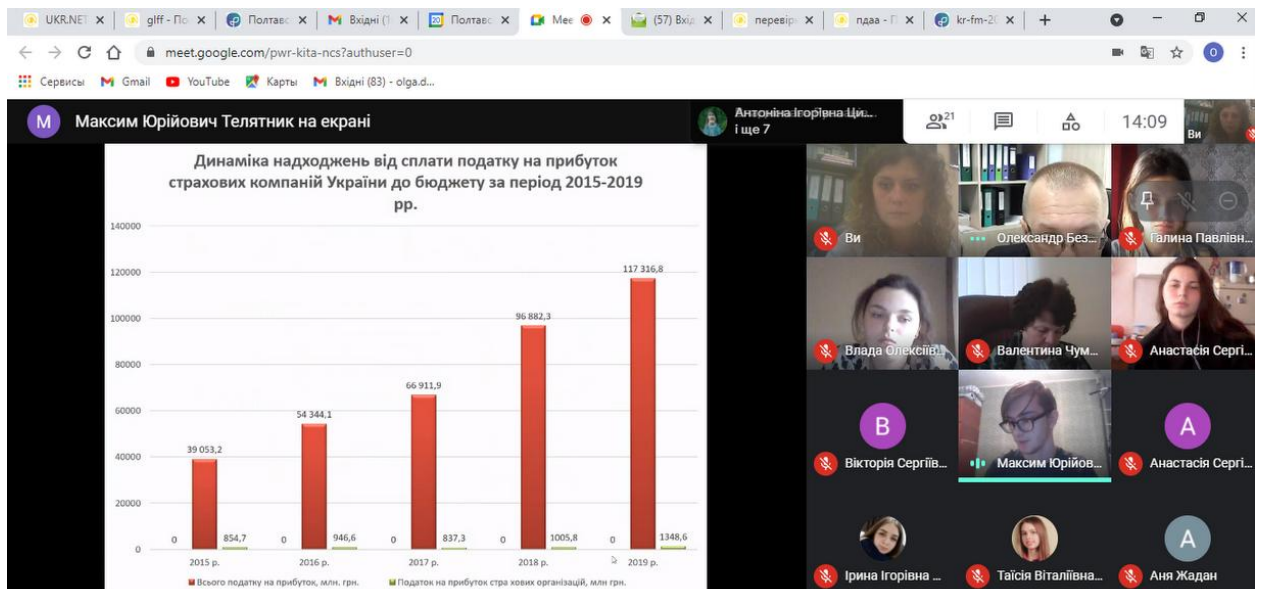 UKR.NET
glff - По
Полтавс
Вхідні (1
Полтавс
Mee
(57) Вхід
перевір
пдаа - П
kr-fm-20
meet.google.com/pwr-kita-ncs?authuser=0
Сервисы
Gmail
YouTube
Карты
Вхідні (83) - olga.d...
О
М
Максим Юрійович Телятник на екрані
Антоніна Ігорівна Ци...
і ще 7
21
14:09
Ви
Динаміка надходжень від сплати податку на прибуток
страхових компаній України до бюджету за період 2015-2019
рр.
140000
120000
100000
80000
60000
40000
20000
0
39 053,2
54 344,1
66 911,9
96 882,3
117 316,8
0 854,7
0 946,6
0 837,3
0 1005,8
0 1348,6
2015 р.
2016 р.
2017 р.
2018 р.
2019 р.
Всього податку на прибуток, млн. грн.
Податок на прибуток стра хових організацій, млн грн.
Ви
Олександр Без...
Галина Павлівн...
Влада Олексіїв...
Валентина Чум...
Анастасія Сергі...
В
Вікторія Сергіїв...
Максим Юрійов...
А
Анастасія Сергі...
Ірина Ігорівна ...
Таїсія Віталіївна...
А
Аня Жадан